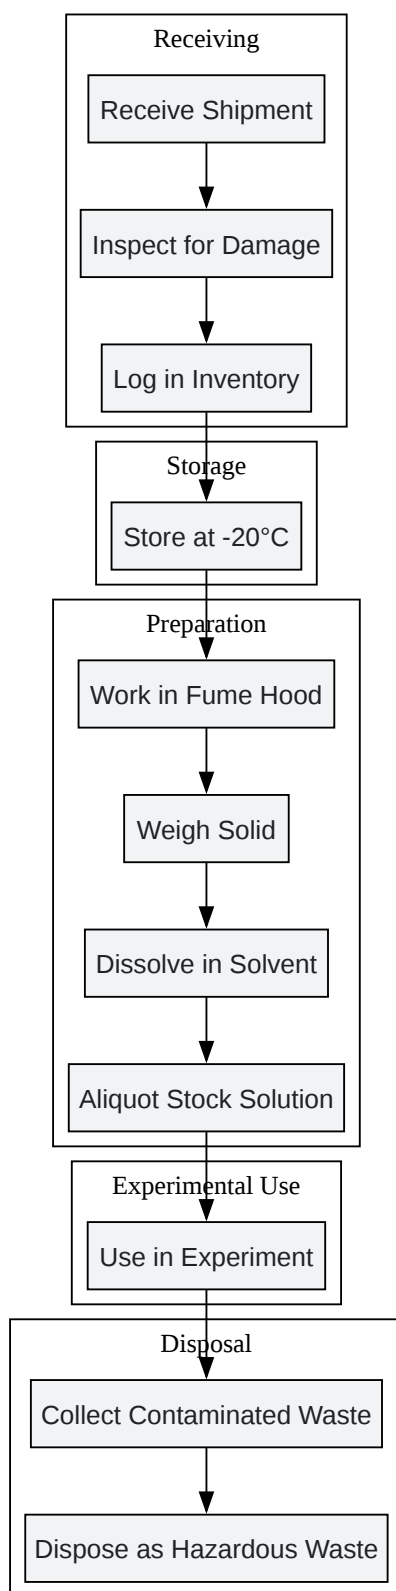 Receiving
Receive Shipment
Inspect for Damage
Log in Inventory
Storage
Store at -20°C
Preparation
Work in Fume Hood
Weigh Solid
Dissolve in Solvent
Aliquot Stock Solution
Experimental Use
Use in Experiment
Disposal
Collect Contaminated Waste
Dispose as Hazardous Waste